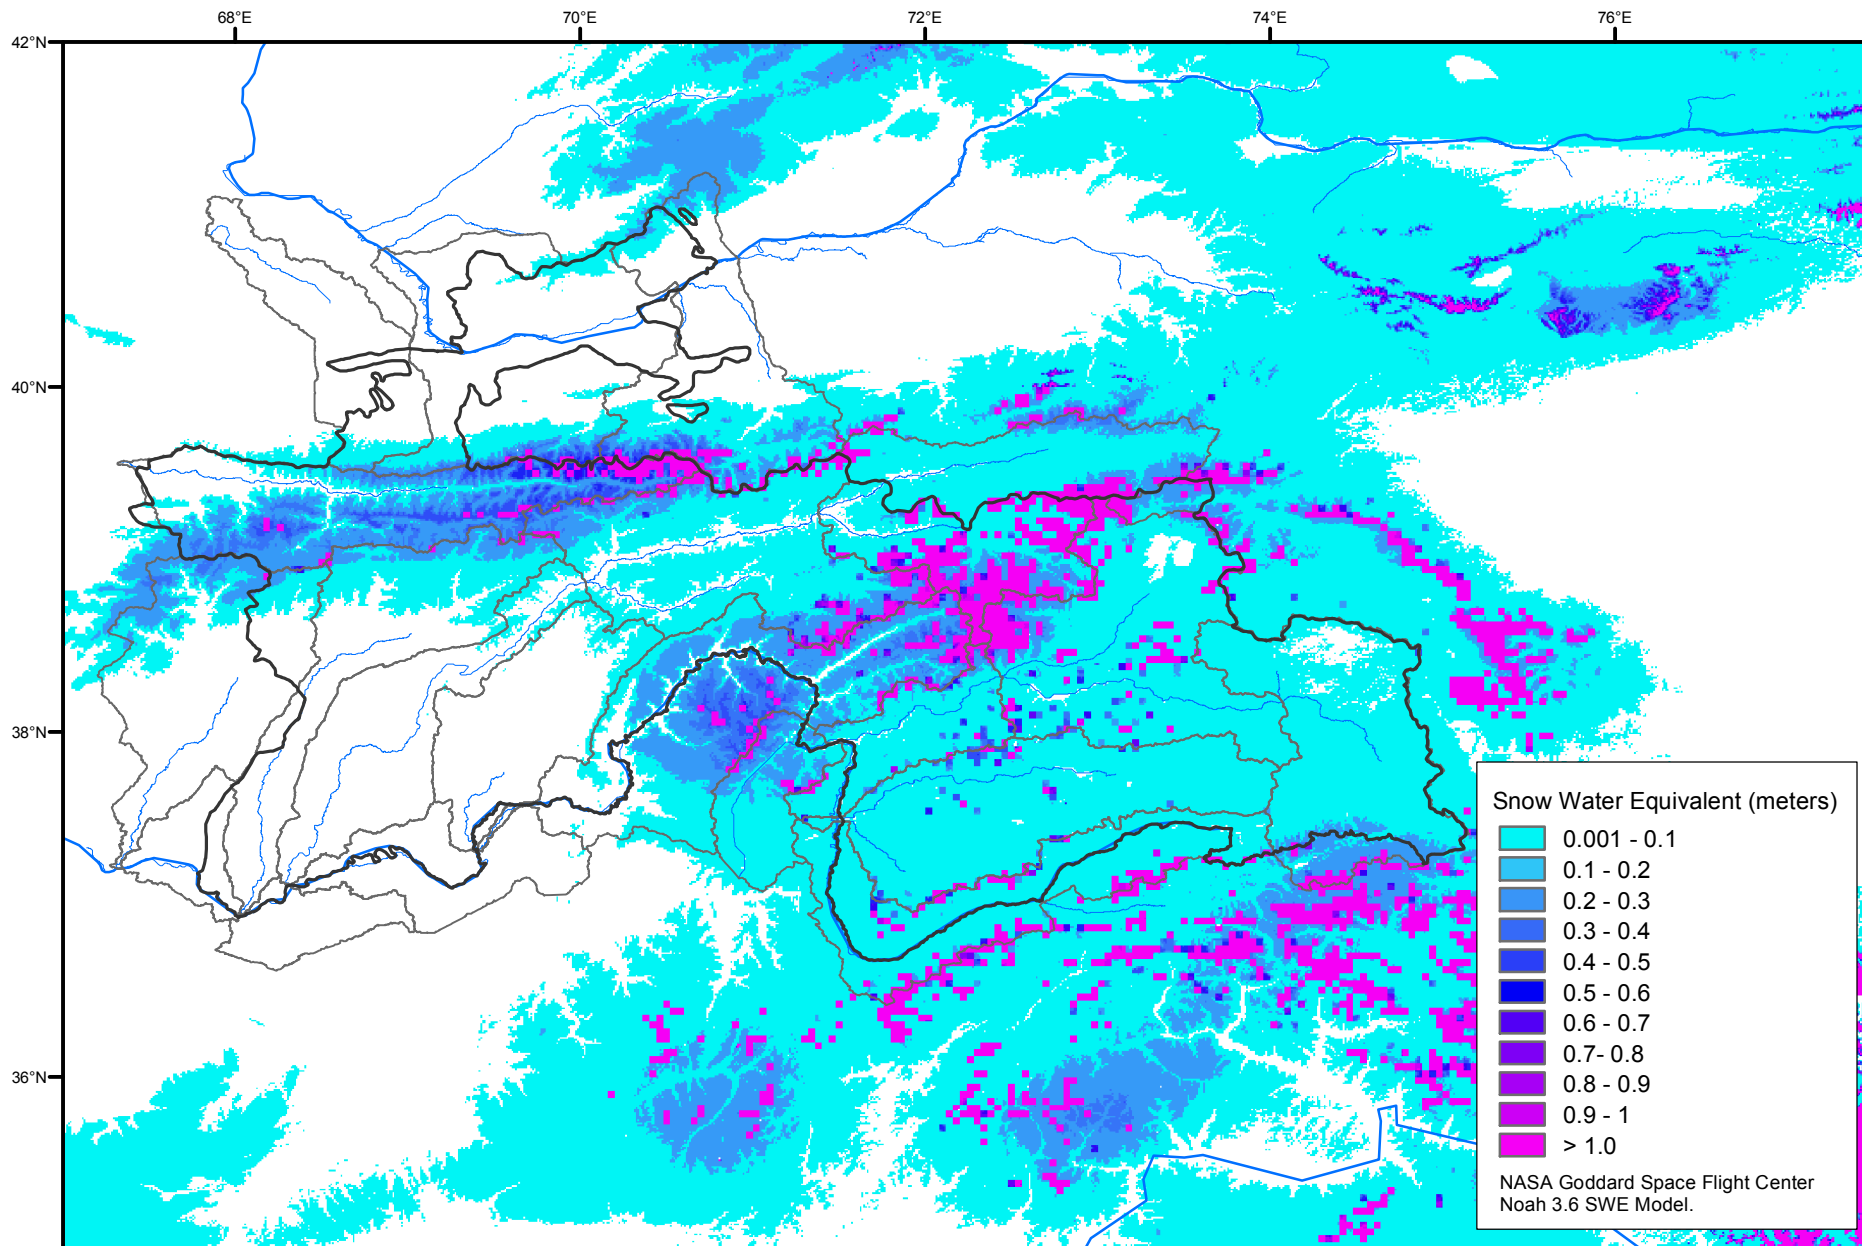 68°E 70°E 72°E 74°E 76°E
42°N
40°N
38°N
36°N
Snow Water Equivalent (meters)
0.001 - 0.1
0.1 - 0.2
0.2 - 0.3
0.3 - 0.4
0.4 - 0.5
0.5 - 0.6
0.6 - 0.7
0.7- 0.8
0.8 - 0.9
0.9 - 1
> 1.0
NASA Goddard Space Flight Center
Noah 3.6 SWE Model.